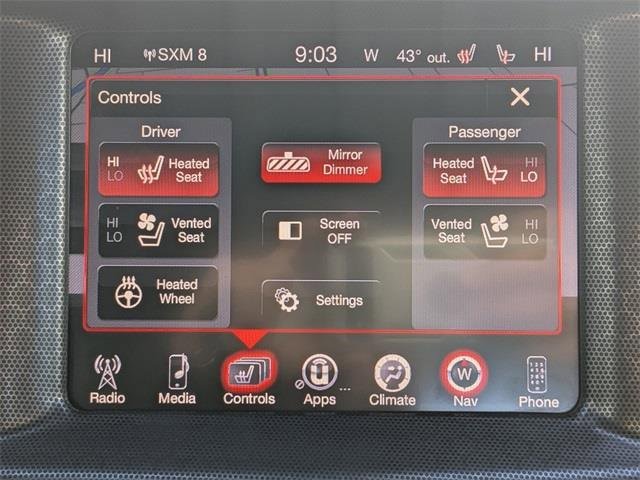 HI SXM 8 9:03 W 43° out. HI
Controls
Driver
Passenger
HI
LO
Heated
Seat
Mirror
Dimmer
Heated
Seat
HI
LO
HI
LO
Vented
Seat
Screen
OFF
Vented
Seat
HI
LO
Heated
Wheel
Settings
Radio
Media
Controls
Apps
...
Climate
W
Nav
Phone